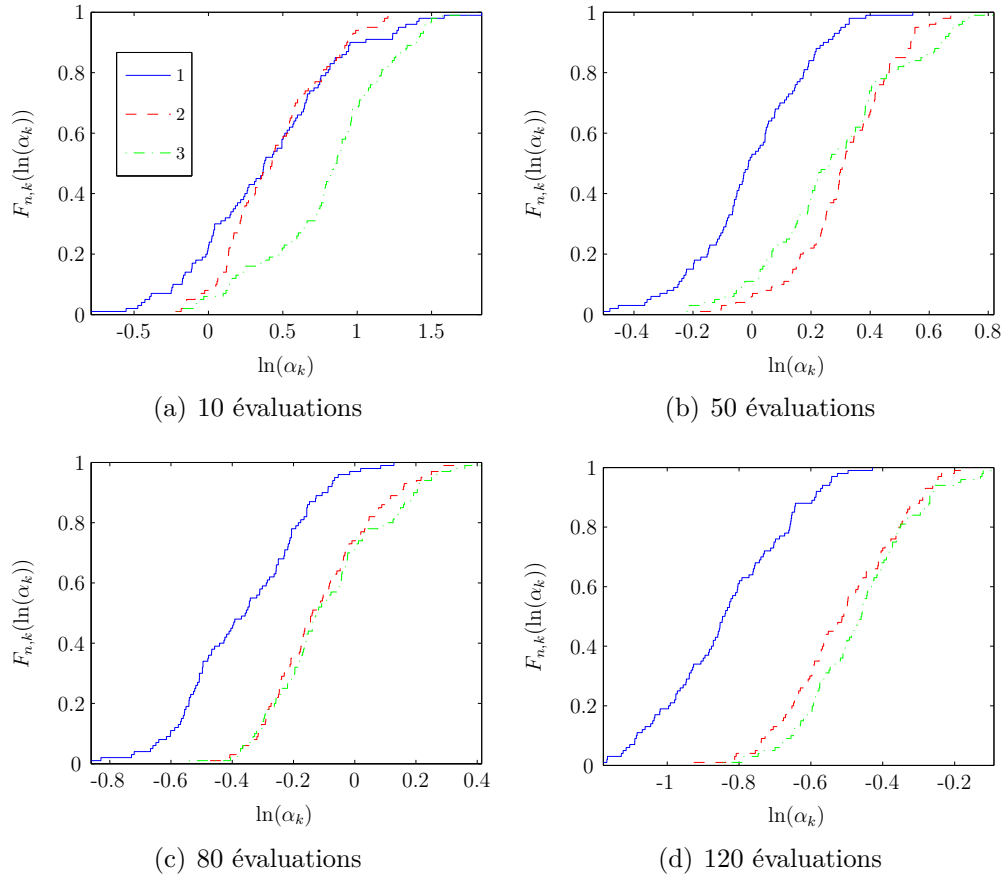 1
0.8
0.6
0.4
0.2
0
-0.5 0 0.5 1 1.5
F_{n,k}(ln(α_k))
ln(α_k)
1
2
3
(a) 10 évaluations
1
0.8
0.6
0.4
0.2
0
-0.4 -0.2 0 0.2 0.4 0.6 0.8
F_{n,k}(ln(α_k))
ln(α_k)
(b) 50 évaluations
1
0.8
0.6
0.4
0.2
0
-0.8 -0.6 -0.4 -0.2 0 0.2 0.4
F_{n,k}(ln(α_k))
ln(α_k)
(c) 80 évaluations
1
0.8
0.6
0.4
0.2
0
-1 -0.8 -0.6 -0.4 -0.2
F_{n,k}(ln(α_k))
ln(α_k)
(d) 120 évaluations